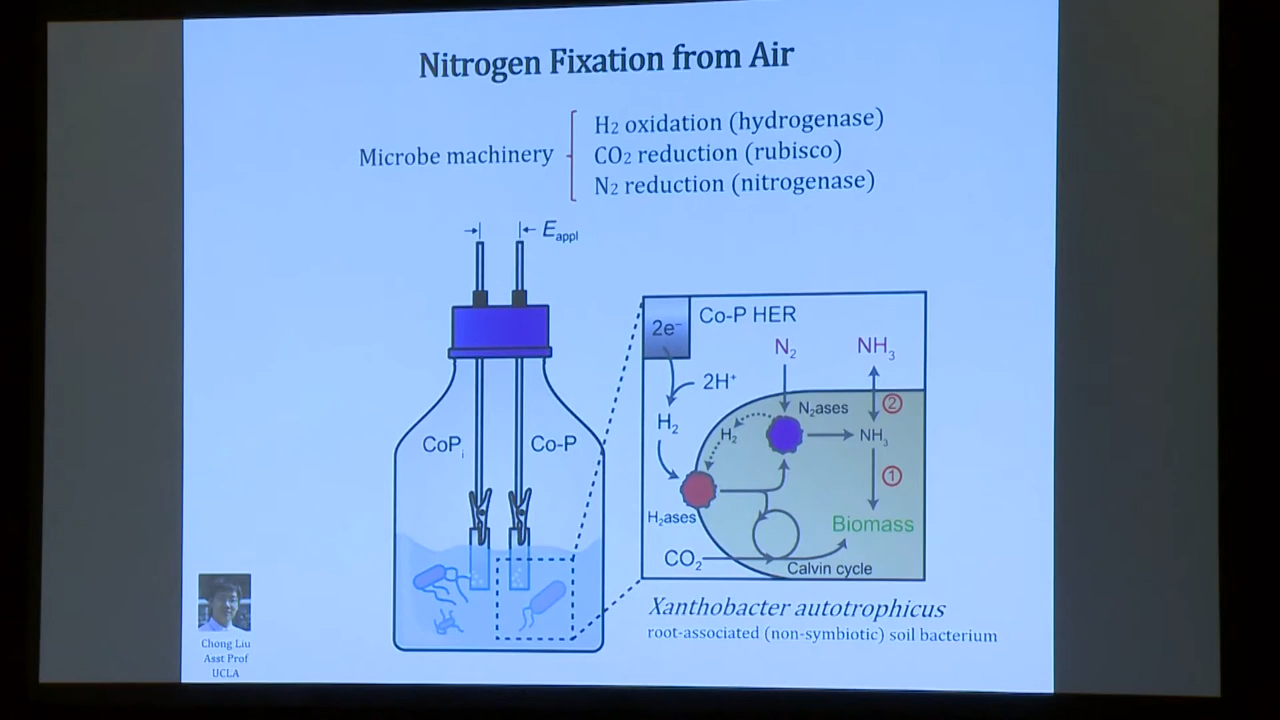 Nitrogen Fixation from Air
Microbe machinery
H2 oxidation (hydrogenase)
CO2 reduction (rubisco)
N2 reduction (nitrogenase)
Eappl
CoPi
Co-P
2e⁻
Co-P HER
N2
NH3
2H⁺
H2
N2ases
②
H2
NH3
①
H2ases
Biomass
CO2
Calvin cycle
Xanthobacter autotrophicus
root-associated (non-symbiotic) soil bacterium
Chong Liu
Asst Prof
UCLA